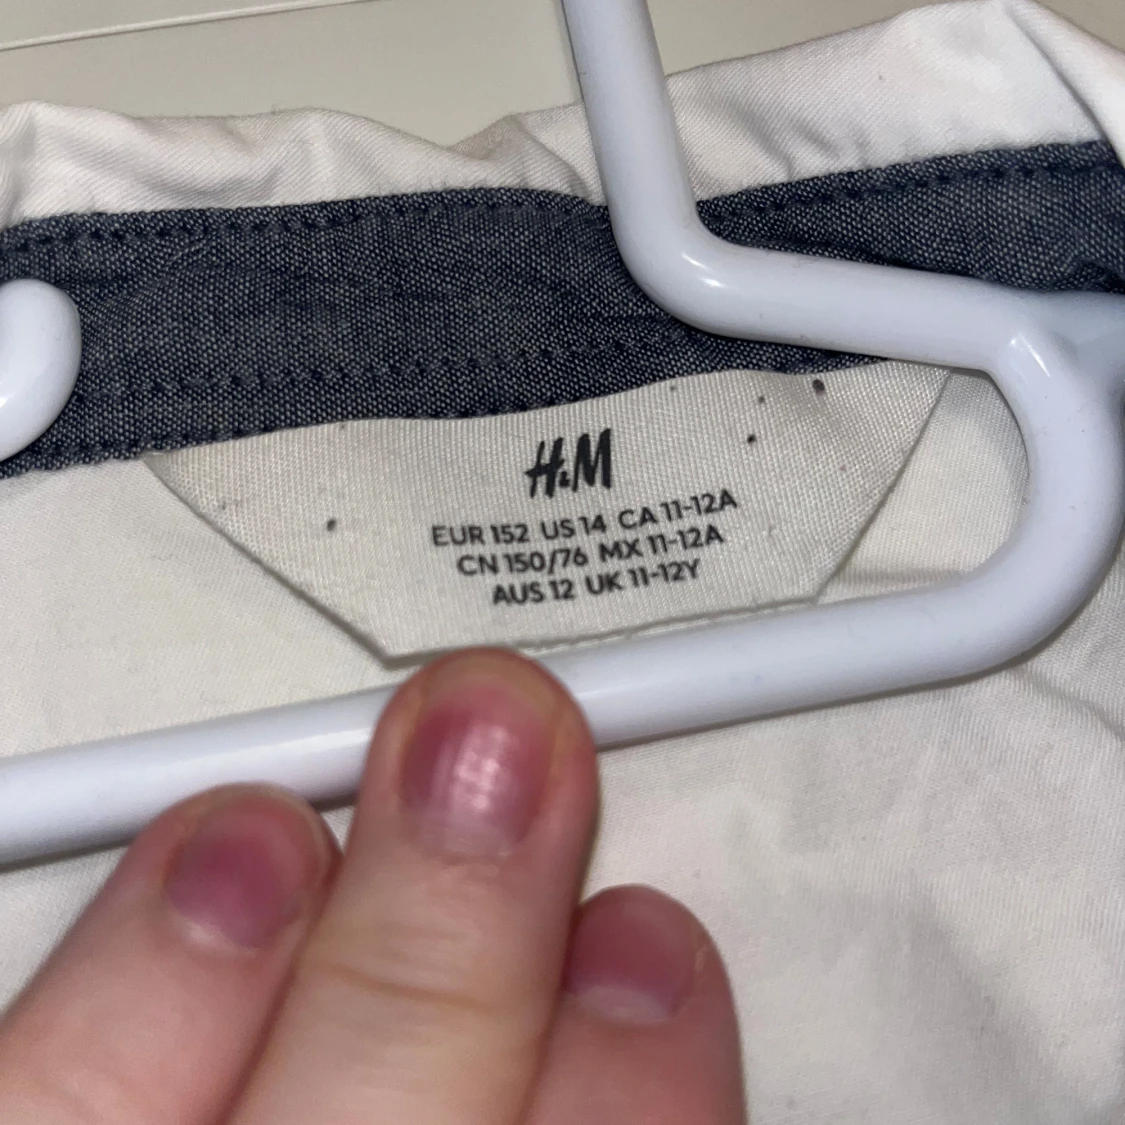 H&M
EUR 152 US 14 CA 11-12A
CN 150/76 MX 11-12A
AUS 12 UK 11-12Y